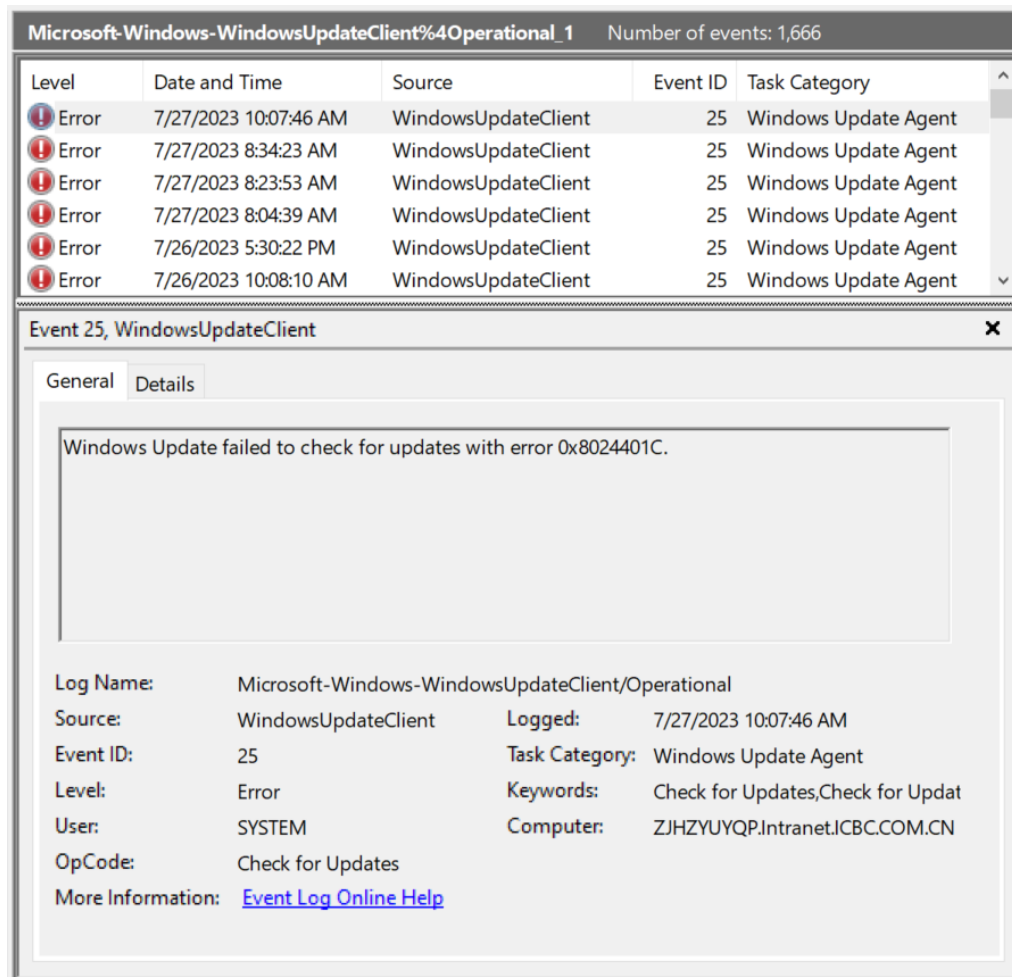 Microsoft-Windows-WindowsUpdateClient%4Operational_1 Number of events: 1,666
Level Date and Time Source Event ID Task Category
Error 7/27/2023 10:07:46 AM WindowsUpdateClient 25 Windows Update Agent
Error 7/27/2023 8:34:23 AM WindowsUpdateClient 25 Windows Update Agent
Error 7/27/2023 8:23:53 AM WindowsUpdateClient 25 Windows Update Agent
Error 7/27/2023 8:04:39 AM WindowsUpdateClient 25 Windows Update Agent
Error 7/26/2023 5:30:22 PM WindowsUpdateClient 25 Windows Update Agent
Error 7/26/2023 10:08:10 AM WindowsUpdateClient 25 Windows Update Agent
Event 25, WindowsUpdateClient
General Details
Windows Update failed to check for updates with error 0x8024401C.
Log Name: Microsoft-Windows-WindowsUpdateClient/Operational
Source: WindowsUpdateClient Logged: 7/27/2023 10:07:46 AM
Event ID: 25 Task Category: Windows Update Agent
Level: Error Keywords: Check for Updates,Check for Updat
User: SYSTEM Computer: ZJHZYUYQP.Intranet.ICBC.COM.CN
OpCode: Check for Updates
More Information: Event Log Online Help